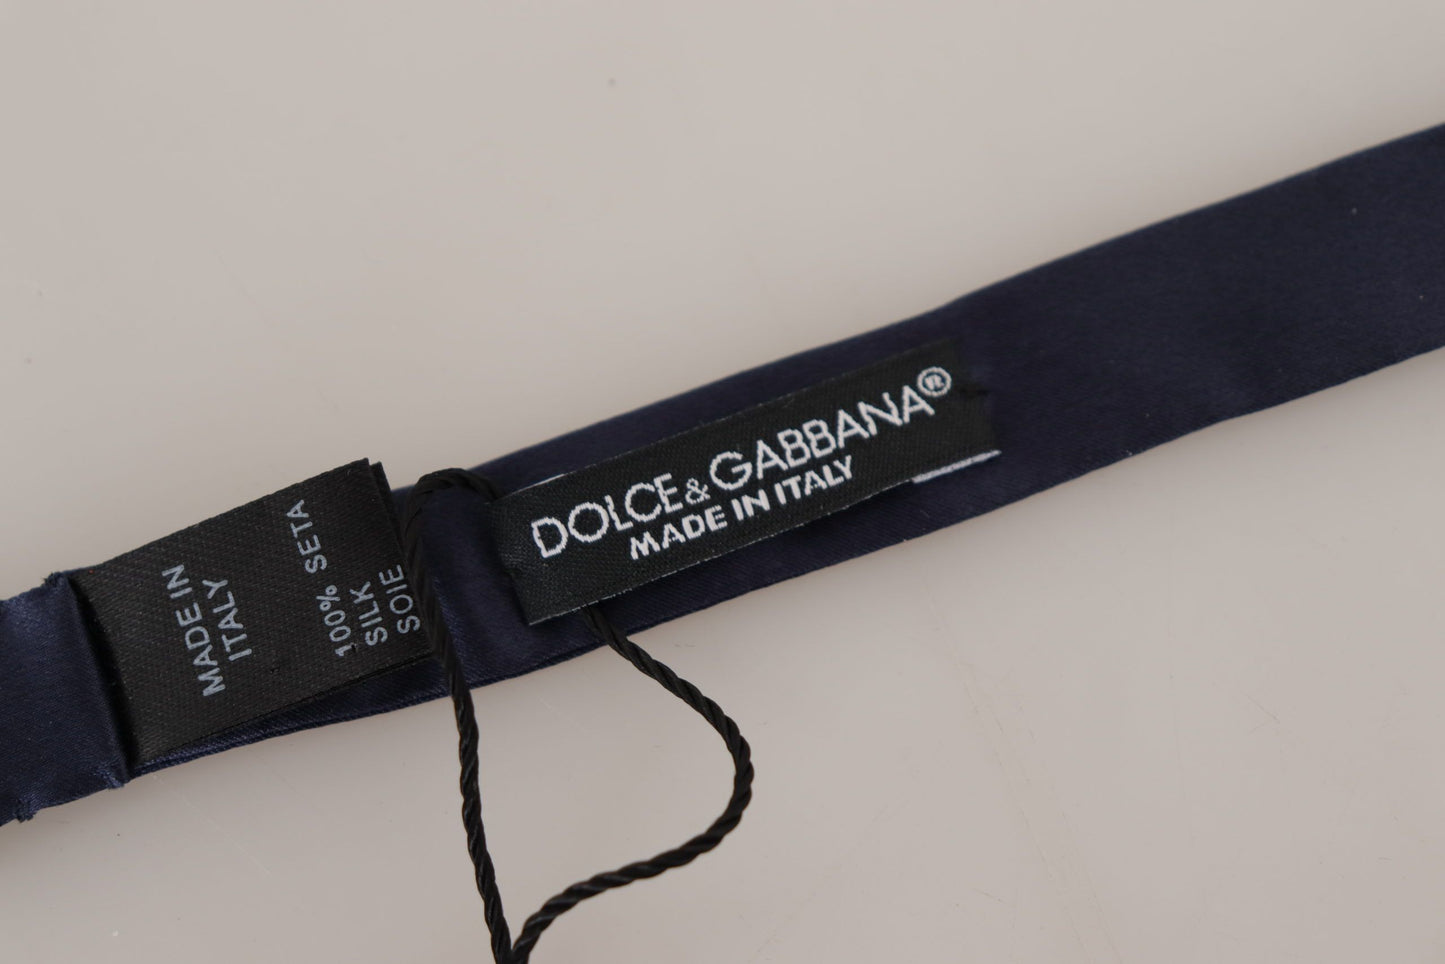 MADE IN
ITALY
100% SETA
SILK
SOIE
DOLCE&GABBANA®
MADE IN ITALY